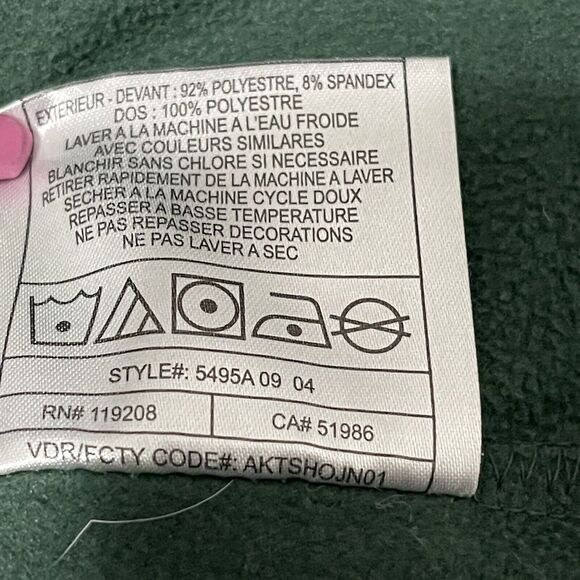 EXTERIEUR - DEVANT : 92% POLYESTRE, 8% SPANDEX
DOS : 100% POLYESTRE
LAVER A LA MACHINE A L'EAU FROIDE
AVEC COULEURS SIMILARES
BLANCHIR SANS CHLORE SI NECESSAIRE
RETIRER RAPIDEMENT DE LA MACHINE A LAVER
SECHER A LA MACHINE CYCLE DOUX
REPASSER A BASSE TEMPERATURE
NE PAS REPASSER DECORATIONS
NE PAS LAVER A SEC
STYLE#: 5495A 09 04
RN# 119208
CA# 51986
VDR/FCTY CODE#: AKTSHOJN01